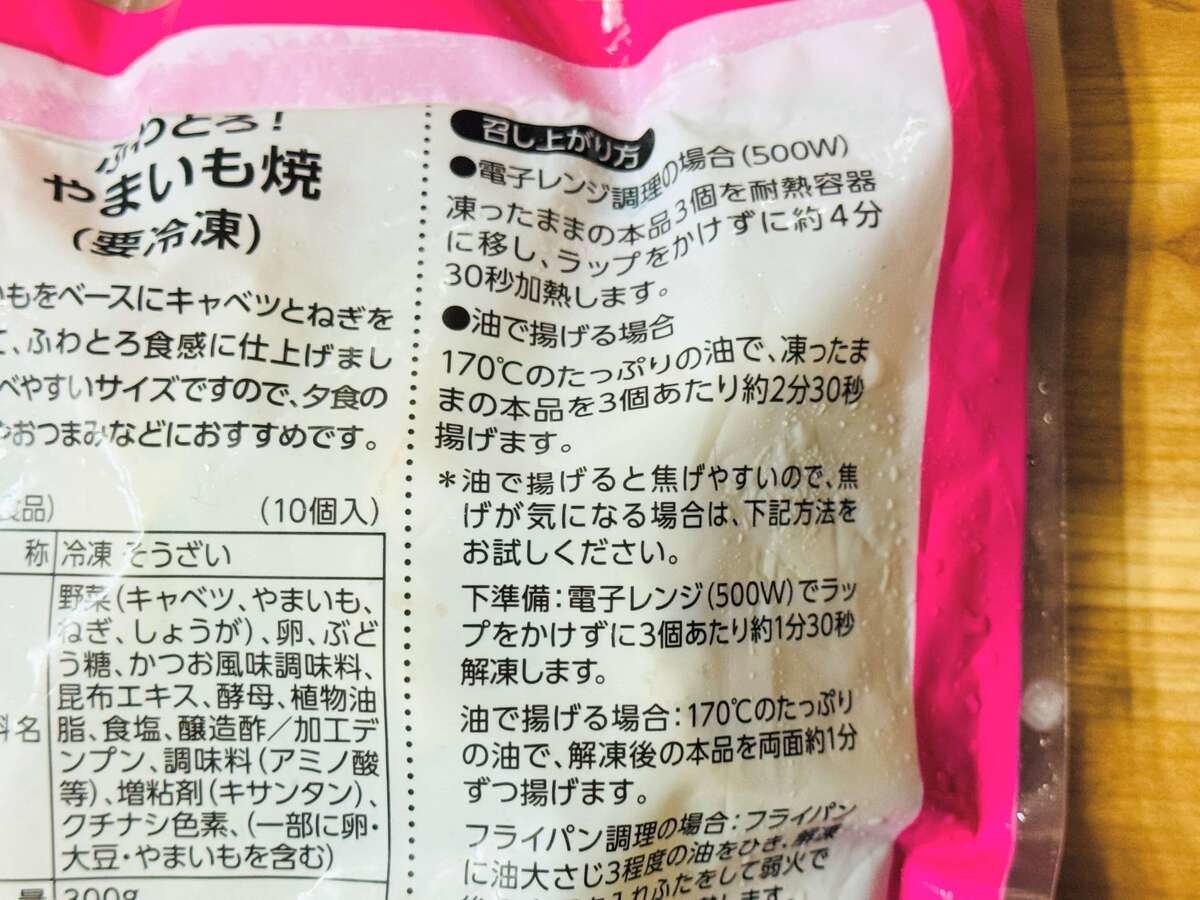 ふわとろ！
やまいも焼
(要冷凍)
いもをベースにキャベツとねぎを
て、ふわとろ食感に仕上げまし
べやすいサイズですので、夕食の
やおつまみなどにおすすめです。
食品)
(10個入)
称 冷凍 そうざい
野菜(キャベツ、やまいも、
ねぎ、しょうが)、卵、ぶど
う糖、かつお風味調味料、
昆布エキス、酵母、植物油
料名 脂、食塩、醸造酢／加工デ
ンプン、調味料(アミノ酸
等)、増粘剤(キサンタン)、
クチナシ色素、(一部に卵・
大豆・やまいもを含む)
量 300g
召し上がり方
●電子レンジ調理の場合(500W)
凍ったままの本品3個を耐熱容器
に移し、ラップをかけずに約4分
30秒加熱します。
●油で揚げる場合
170℃のたっぷりの油で、凍ったま
まの本品を3個あたり約2分30秒
揚げます。
＊油で揚げると焦げやすいので、焦
げが気になる場合は、下記方法を
お試しください。
下準備：電子レンジ(500W)でラッ
プをかけずに3個あたり約1分30秒
解凍します。
油で揚げる場合：170℃のたっぷり
の油で、解凍後の本品を両面約1分
ずつ揚げます。
フライパン調理の場合：フライパン
に油大さじ3程度の油をひき、解凍
入れふたをして弱火で